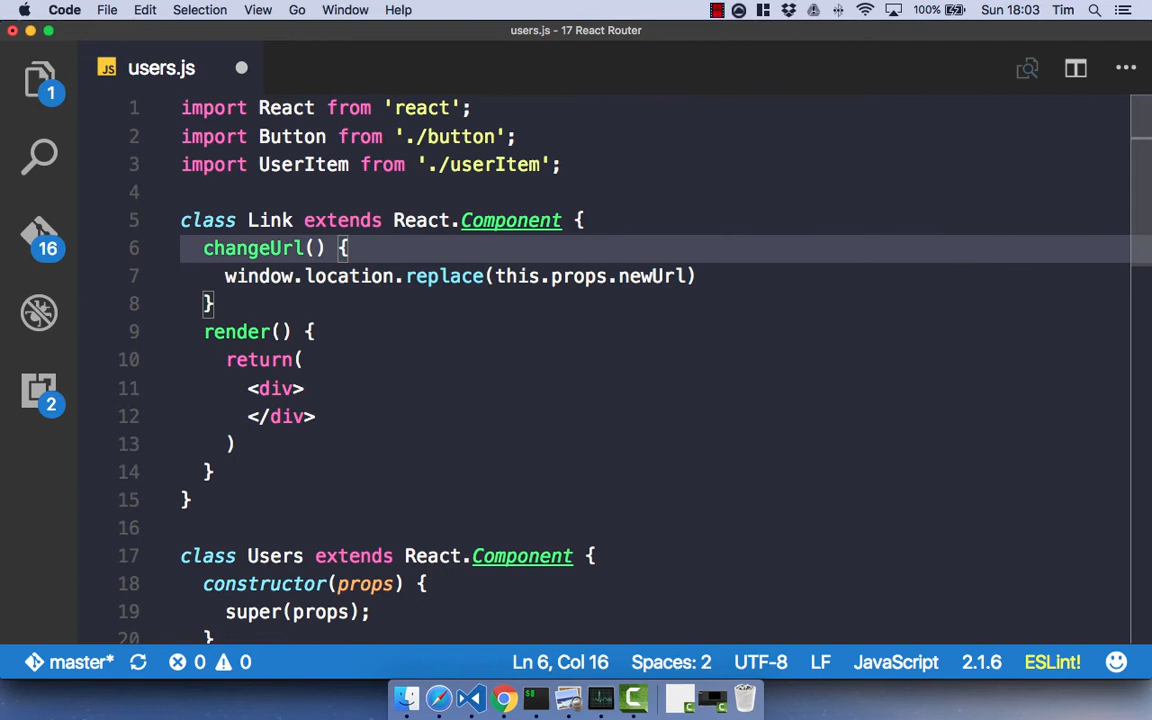 Code File Edit Selection View Go Window Help 100% Sun 18:03 Tim
users.js - 17 React Router
JS users.js
1 import React from 'react';
2 import Button from './button';
3 import UserItem from './userItem';
4
5 class Link extends React.Component {
6 changeUrl() {
7 window.location.replace(this.props.newUrl)
8 }
9 render() {
10 return(
11 <div>
12 </div>
13 )
14 }
15 }
16
17 class Users extends React.Component {
18 constructor(props) {
19 super(props);
20 }
1
16
2
master* 0 0 Ln 6, Col 16 Spaces: 2 UTF-8 LF JavaScript 2.1.6 ESLint!